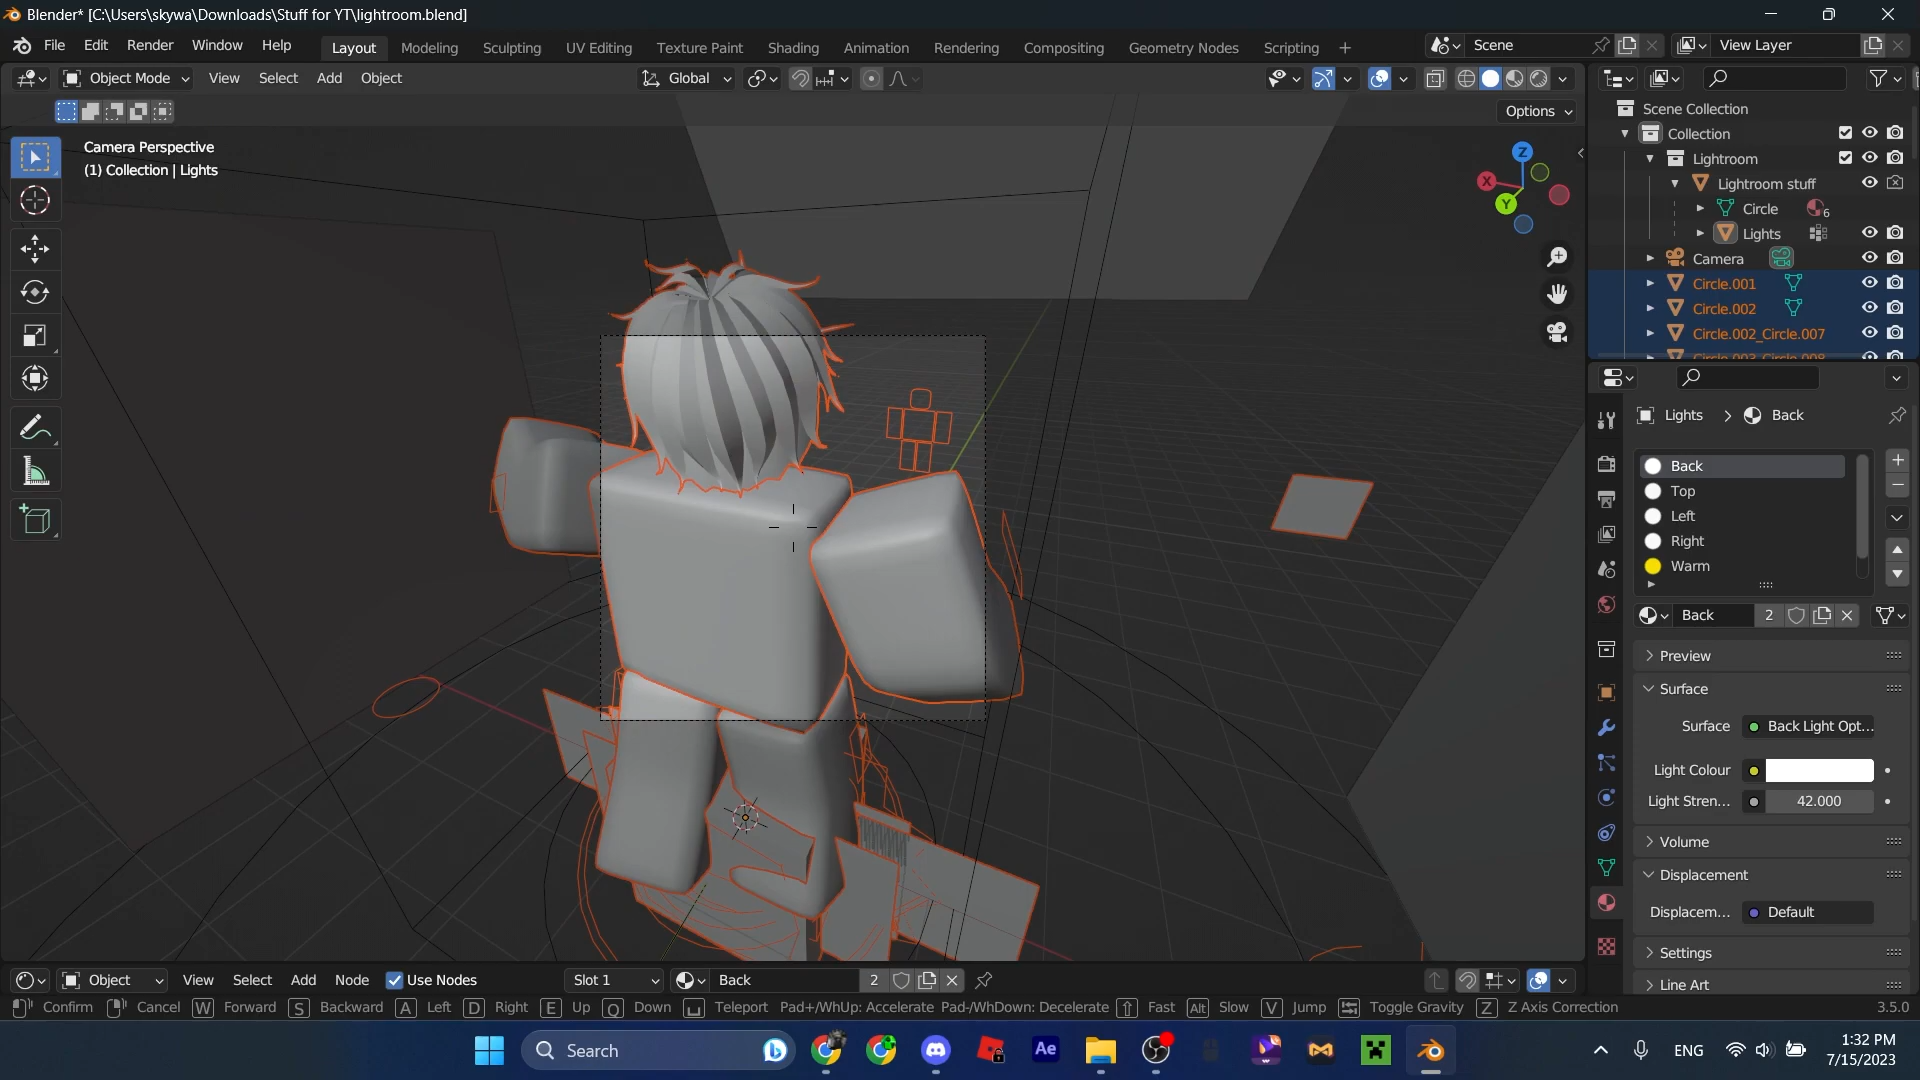 Blender* [C:\Users\skywa\Downloads\Stuff for YT\lightroom.blend]
File Edit Render Window Help Layout Modeling Sculpting UV Editing Texture Paint Shading Animation Rendering Compositing Geometry Nodes Scripting + Scene View Layer
Object Mode View Select Add Object Global
Options
Camera Perspective
(1) Collection | Lights
Z
X
Y
Scene Collection
Collection
Lightroom
Lightroom stuff
Circle 6
Lights
Camera
Circle.001
Circle.002
Circle.002_Circle.007
Circle.003_Circle.008
Lights > Back
Back
Top
Left
Right
Warm
Back 2
Preview
Surface
Surface Back Light Opt...
Light Colour
Light Stren... 42.000
Volume
Displacement
Displacem... Default
Settings
Line Art
Object View Select Add Node Use Nodes Slot 1 Back 2
Confirm Cancel W Forward S Backward A Left D Right E Up Q Down Teleport Pad+/WhUp: Accelerate Pad-/WhDown: Decelerate Fast Alt Slow V Jump Toggle Gravity Z Z Axis Correction 3.5.0
Search Ae ENG 1:32 PM
7/15/2023